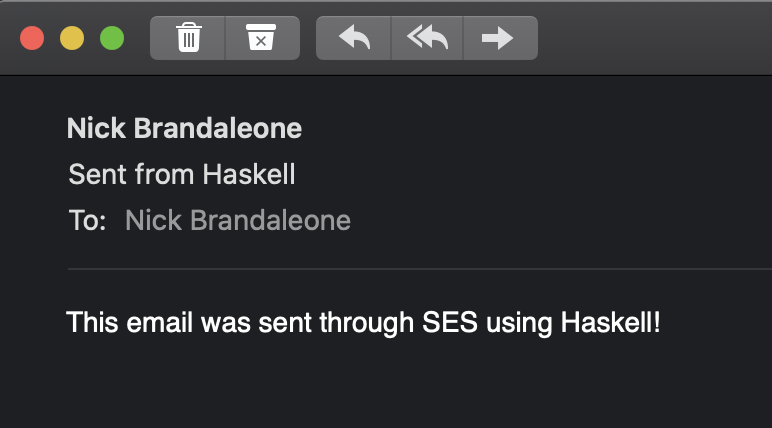 Nick Brandaleone
Sent from Haskell
To: Nick Brandaleone
This email was sent through SES using Haskell!